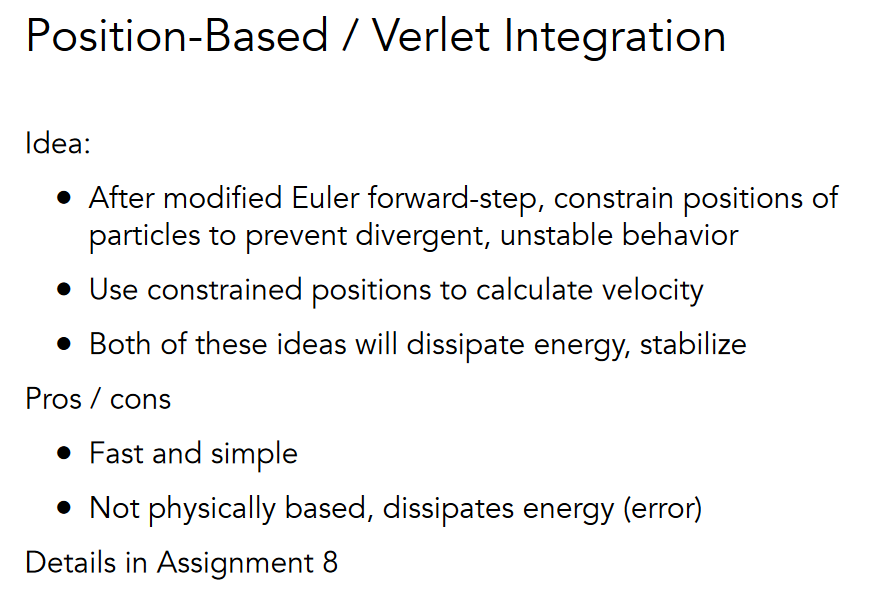 Position-Based / Verlet Integration
Idea:
● After modified Euler forward-step, constrain positions of
particles to prevent divergent, unstable behavior
● Use constrained positions to calculate velocity
● Both of these ideas will dissipate energy, stabilize
Pros / cons
● Fast and simple
● Not physically based, dissipates energy (error)
Details in Assignment 8